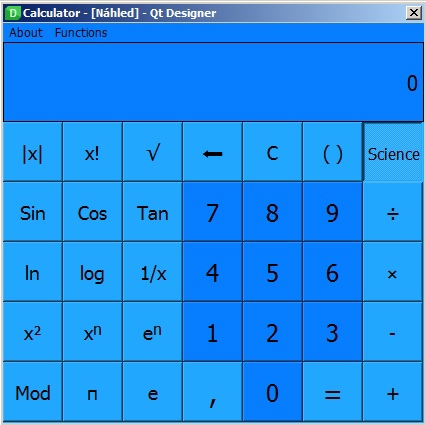 Calculator - [Náhled] - Qt Designer
About Functions
0
|x| x! √ ← C ( ) Science
Sin Cos Tan 7 8 9 ÷
ln log 1/x 4 5 6 ×
x² xⁿ eⁿ 1 2 3 -
Mod п e , 0 = +